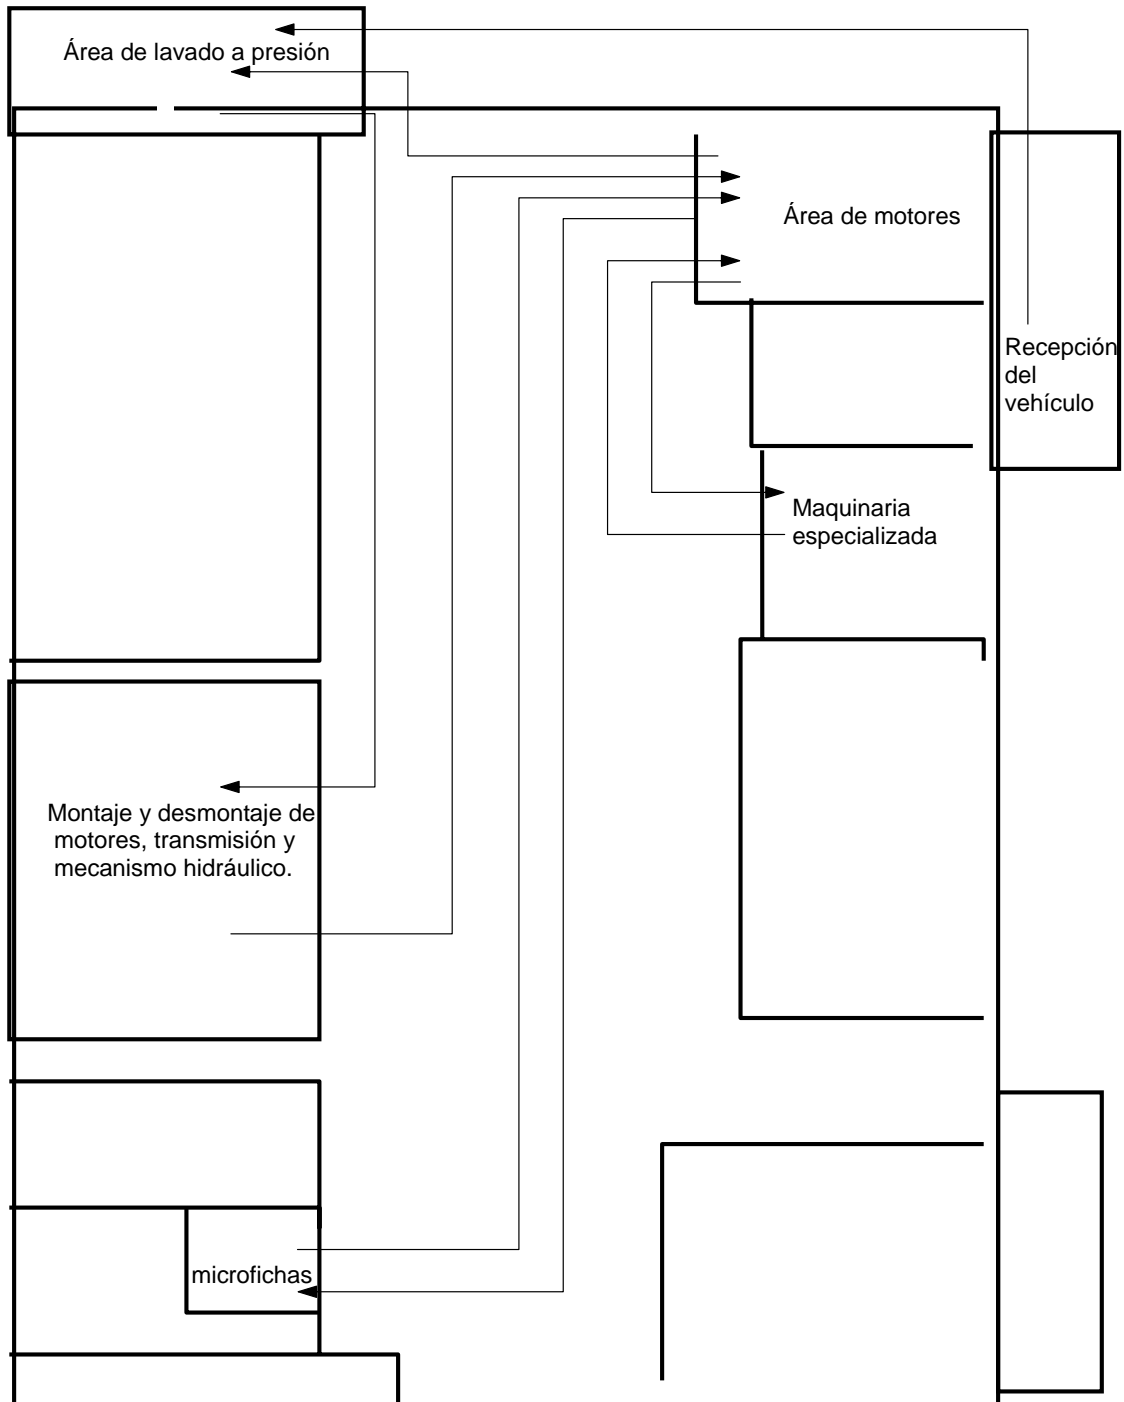 Área de lavado a presión
Área de motores
Recepción
del
vehículo
Maquinaria
especializada
Montaje y desmontaje de
motores, transmisión y
mecanismo hidráulico.
microfichas